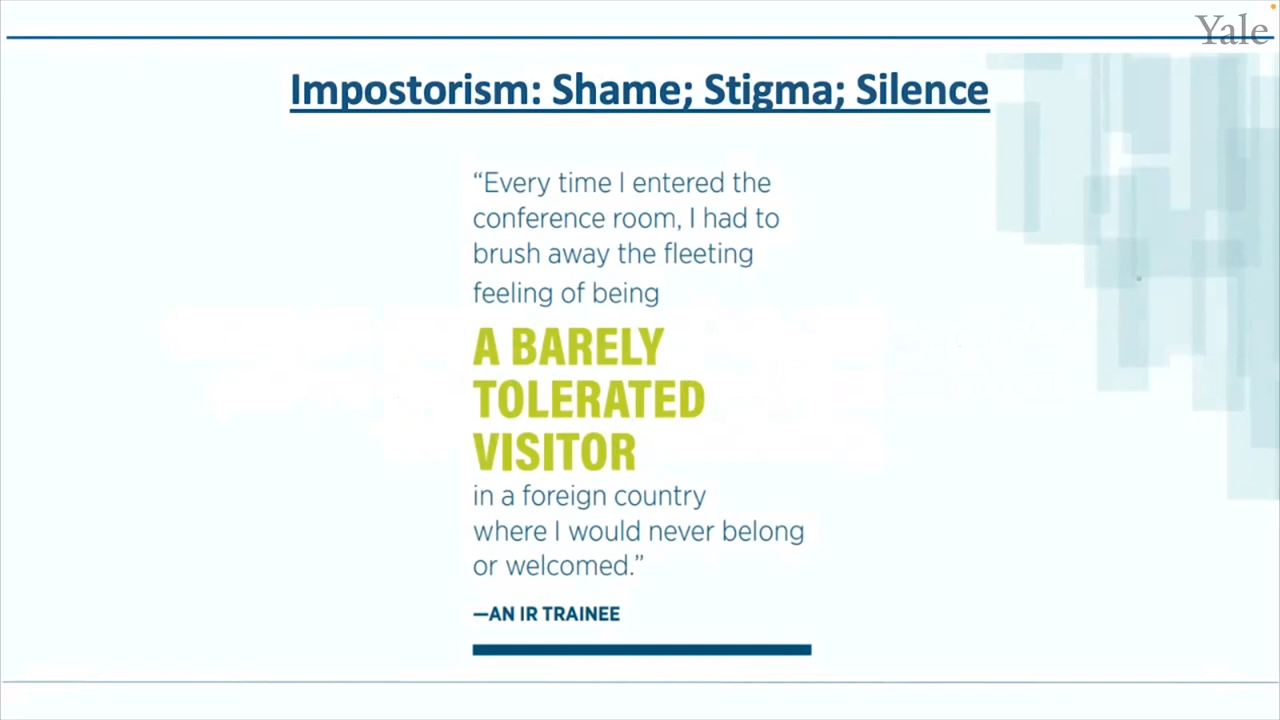 Yale
Impostorism: Shame; Stigma; Silence
“Every time I entered the
conference room, I had to
brush away the fleeting
feeling of being
A BARELY
TOLERATED
VISITOR
in a foreign country
where I would never belong
or welcomed.”
—AN IR TRAINEE